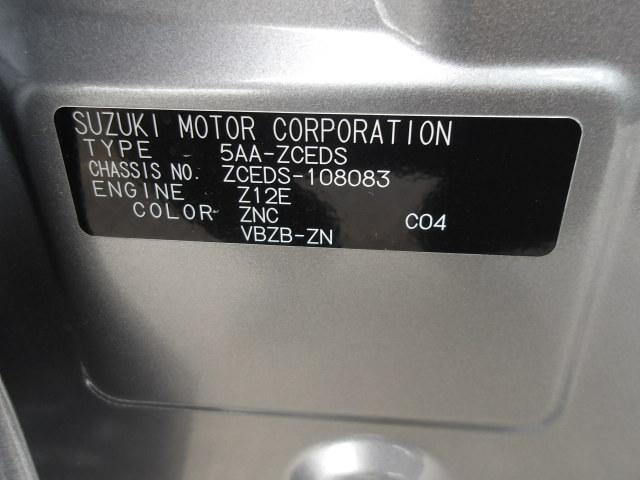 SUZUKI MOTOR CORPORATION
TYPE 5AA-ZCEDS
CHASSIS NO. ZCEDS-108083
ENGINE Z12E
COLOR ZNC C04
VBZB-ZN